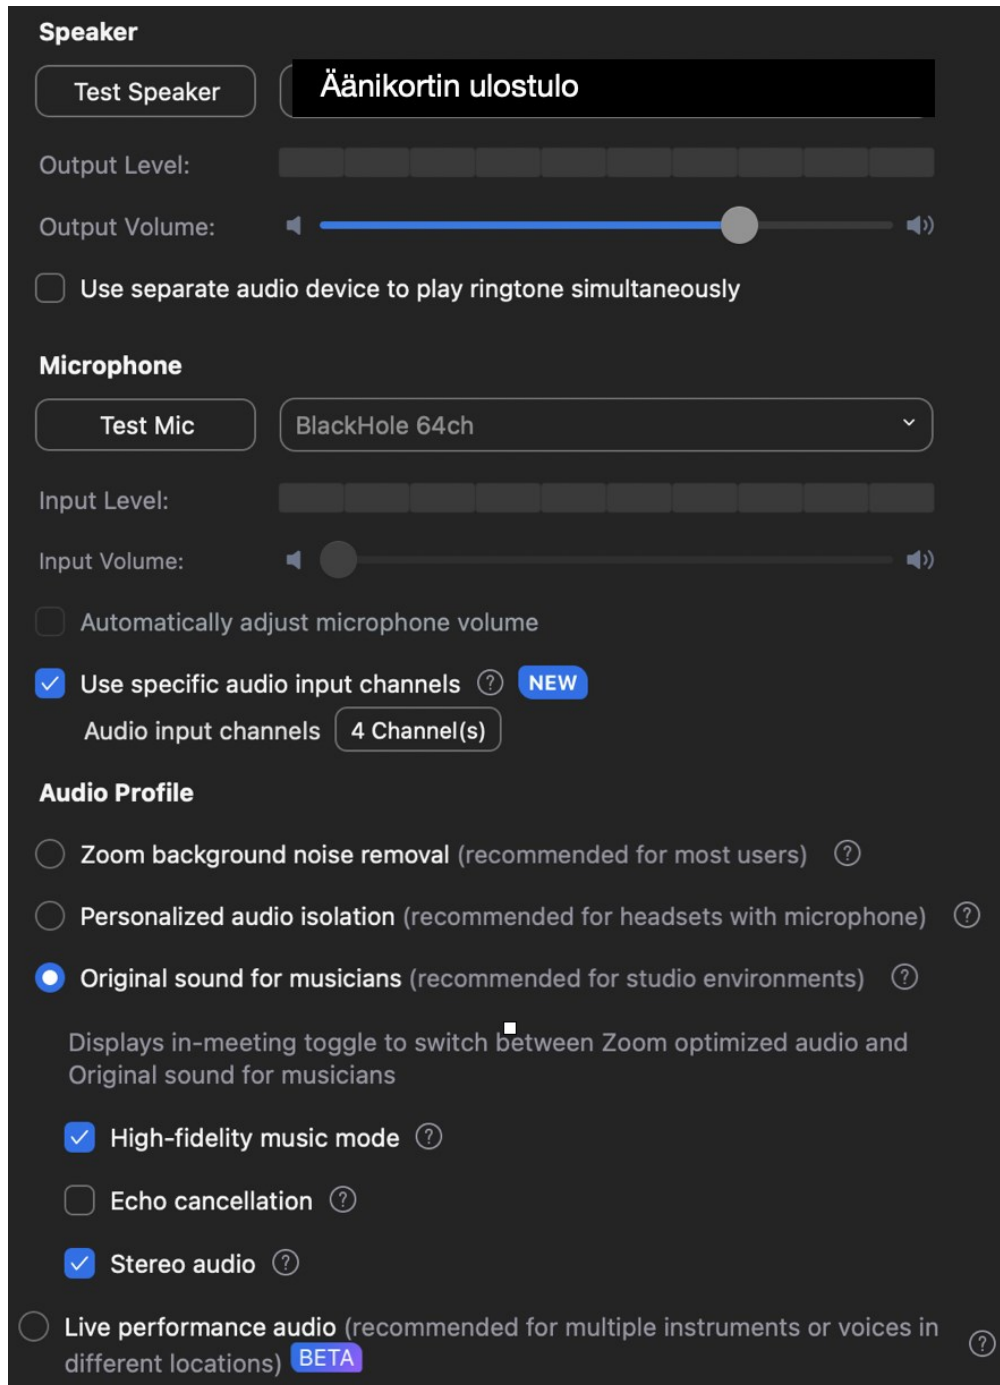 Speaker
Test Speaker
Äänikortin ulostulo
Output Level:
Output Volume:
Use separate audio device to play ringtone simultaneously
Microphone
Test Mic
BlackHole 64ch
Input Level:
Input Volume:
Automatically adjust microphone volume
Use specific audio input channels ? NEW
Audio input channels 4 Channel(s)
Audio Profile
Zoom background noise removal (recommended for most users) ?
Personalized audio isolation (recommended for headsets with microphone) ?
Original sound for musicians (recommended for studio environments) ?
Displays in-meeting toggle to switch between Zoom optimized audio and
Original sound for musicians
High-fidelity music mode ?
Echo cancellation ?
Stereo audio ?
Live performance audio (recommended for multiple instruments or voices in
different locations) BETA ?